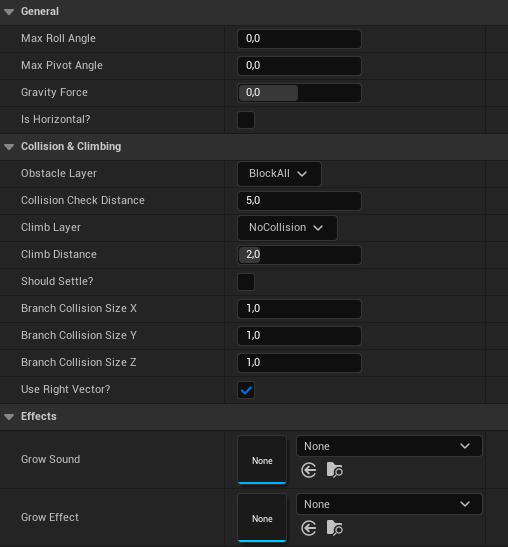 General
Max Roll Angle 0,0
Max Pivot Angle 0,0
Gravity Force 0,0
Is Horizontal?
Collision & Climbing
Obstacle Layer BlockAll
Collision Check Distance 5,0
Climb Layer NoCollision
Climb Distance 2,0
Should Settle?
Branch Collision Size X 1,0
Branch Collision Size Y 1,0
Branch Collision Size Z 1,0
Use Right Vector?
Effects
Grow Sound None None
Grow Effect None None